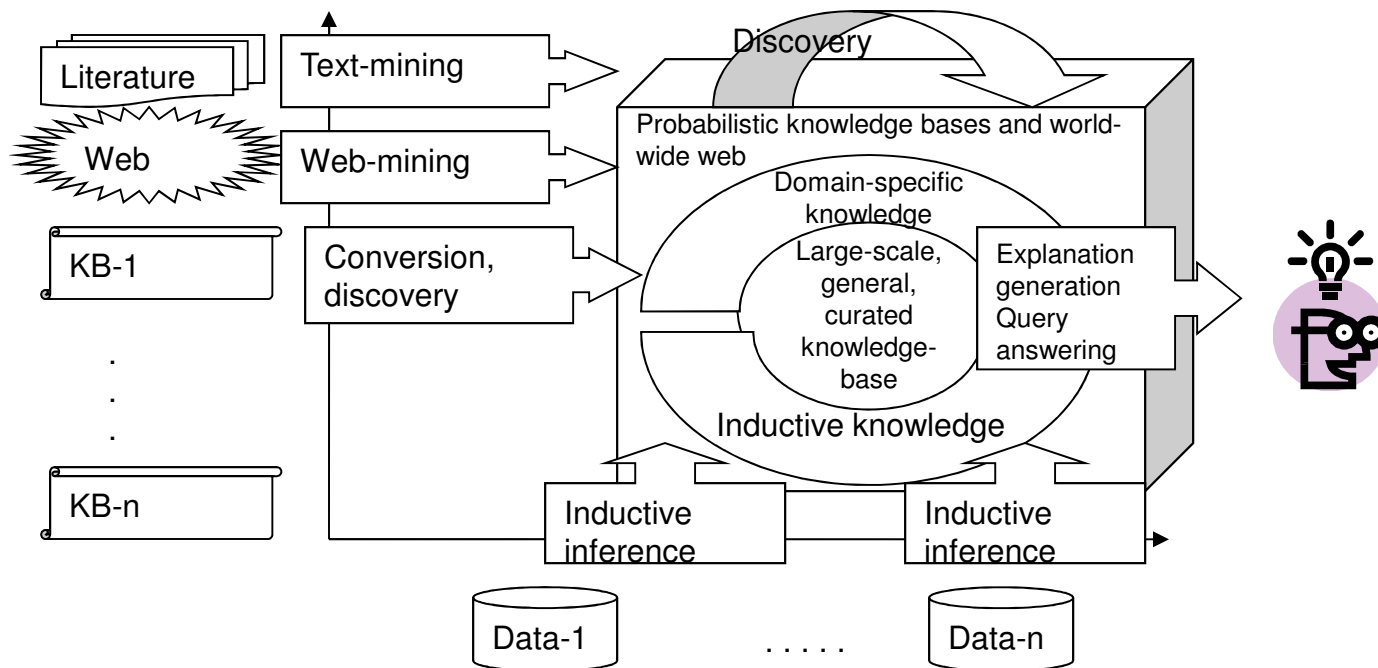 Discovery
Literature
Text-mining
Probabilistic knowledge bases and world-
wide web
Web
Web-mining
Domain-specific
knowledge
KB-1
Conversion,
discovery
Large-scale,
general,
curated
knowledge-
base
Explanation
generation
Query
answering
.
.
.
Inductive knowledge
KB-n
Inductive
inference
Inductive
inference
Data-1
. . . . .
Data-n